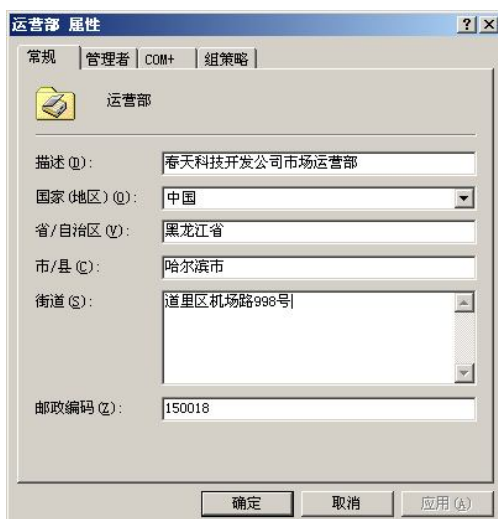 运营部 属性
常规 管理者 COM+ 组策略
运营部
描述(D): 春天科技开发公司市场运营部
国家(地区)(O): 中国
省/自治区(V): 黑龙江省
市/县(C): 哈尔滨市
街道(S): 道里区机场路998号
邮政编码(Z): 150018
确定 取消 应用(A)